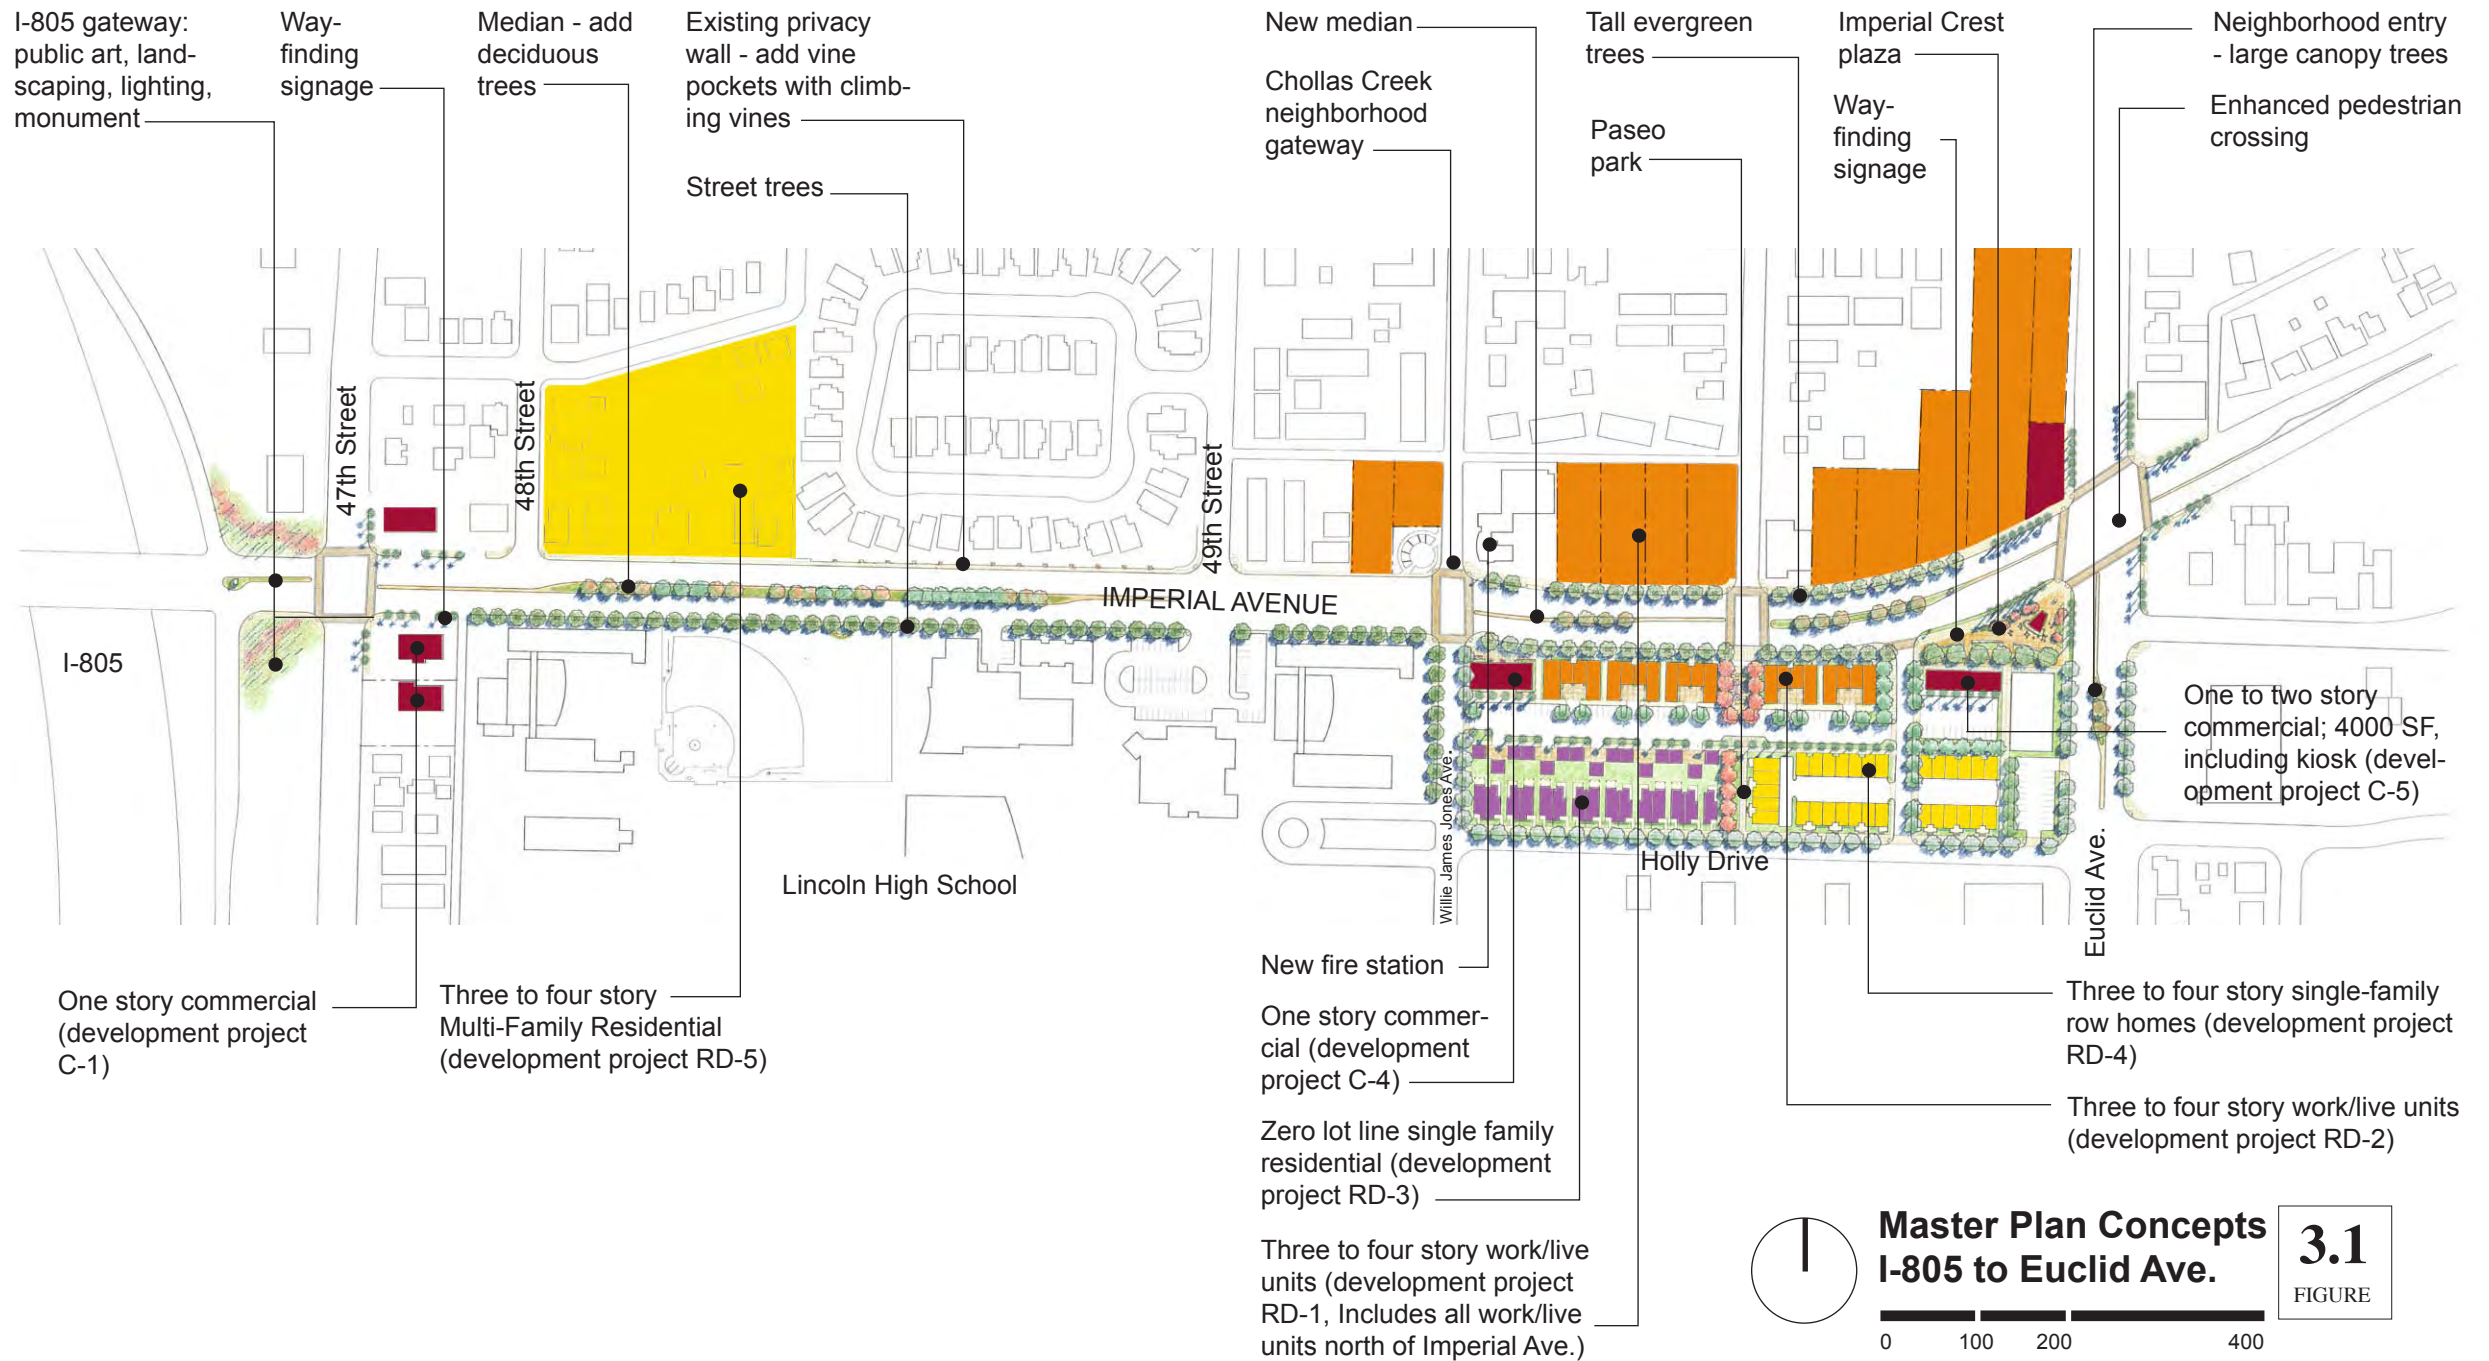 I-805 gateway:
public art, land-
scaping, lighting,
monument
Way-
finding
signage
Median - add
deciduous
trees
Existing privacy
wall - add vine
pockets with climb-
ing vines
Street trees
New median
Chollas Creek
neighborhood
gateway
Tall evergreen
trees
Paseo
park
Imperial Crest
plaza
Way-
finding
signage
Neighborhood entry
- large canopy trees
Enhanced pedestrian
crossing
47th Street
48th Street
49th Street
IMPERIAL AVENUE
I-805
Lincoln High School
Willie James Jones Ave.
Holly Drive
Euclid Ave.
One to two story
commercial; 4000 SF,
including kiosk (devel-
opment project C-5)
One story commercial
(development project
C-1)
Three to four story
Multi-Family Residential
(development project RD-5)
New fire station
One story commer-
cial (development
project C-4)
Zero lot line single family
residential (development
project RD-3)
Three to four story work/live
units (development project
RD-1, Includes all work/live
units north of Imperial Ave.)
Three to four story single-family
row homes (development project
RD-4)
Three to four story work/live units
(development project RD-2)
Master Plan Concepts
I-805 to Euclid Ave.
3.1
FIGURE
0 100 200 400